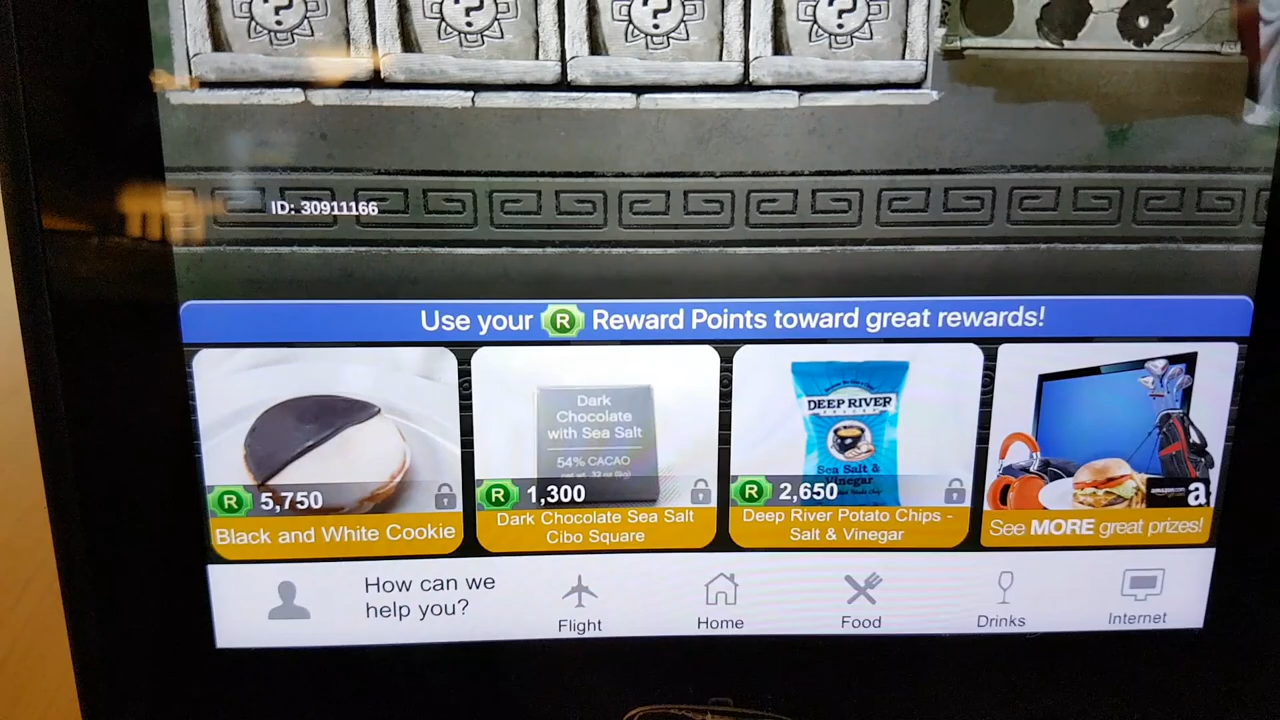 ? ? ? ?
ID: 30911166
Use your R Reward Points toward great rewards!
Dark
Chocolate
with Sea Salt
54% CACAO
DEEP RIVER
SNACKS
Sea Salt &
Vinegar
R 5,750
R 1,300
R 2,650
a
Black and White Cookie
Dark Chocolate Sea Salt
Cibo Square
Deep River Potato Chips -
Salt & Vinegar
See MORE great prizes!
How can we
help you?
Flight
Home
Food
Drinks
Internet